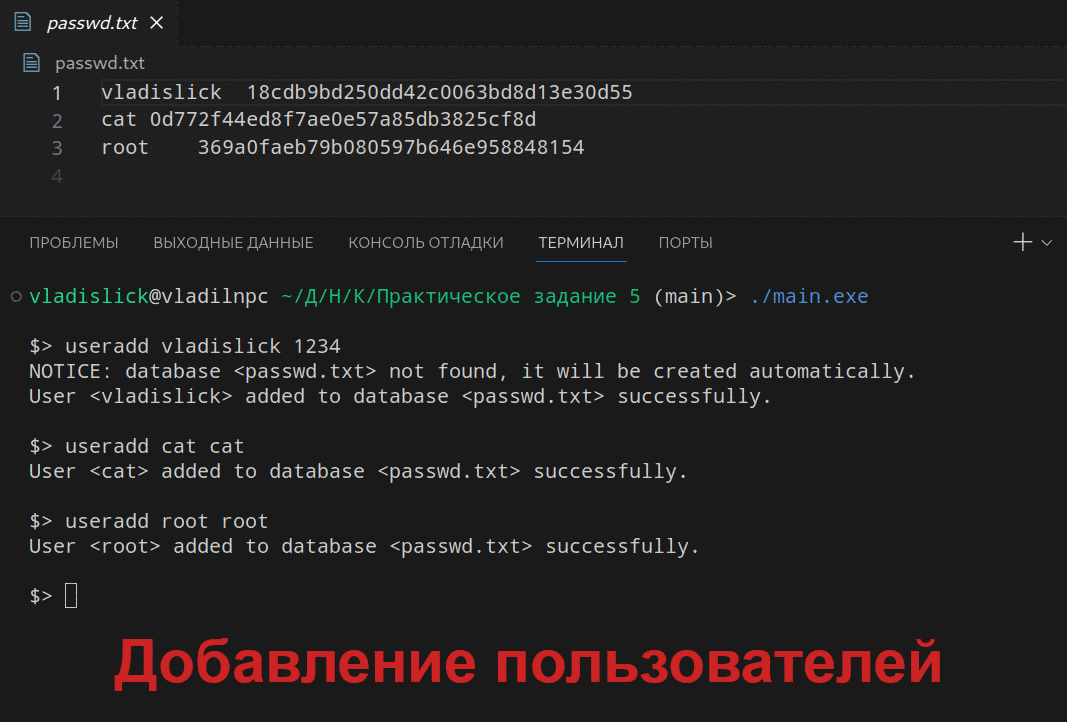 passwd.txt
passwd.txt
1 vladislick 18cdb9bd250dd42c0063bd8d13e30d55
2 cat 0d772f44ed8f7ae0e57a85db3825cf8d
3 root 369a0faeb79b080597b646e958848154
4
ПРОБЛЕМЫ ВЫХОДНЫЕ ДАННЫЕ КОНСОЛЬ ОТЛАДКИ ТЕРМИНАЛ ПОРТЫ
vladislick@vladilnpc ~/Д/Н/К/Практическое задание 5 (main)> ./main.exe
$> useradd vladislick 1234
NOTICE: database <passwd.txt> not found, it will be created automatically.
User <vladislick> added to database <passwd.txt> successfully.
$> useradd cat cat
User <cat> added to database <passwd.txt> successfully.
$> useradd root root
User <root> added to database <passwd.txt> successfully.
$>
Добавление пользователей